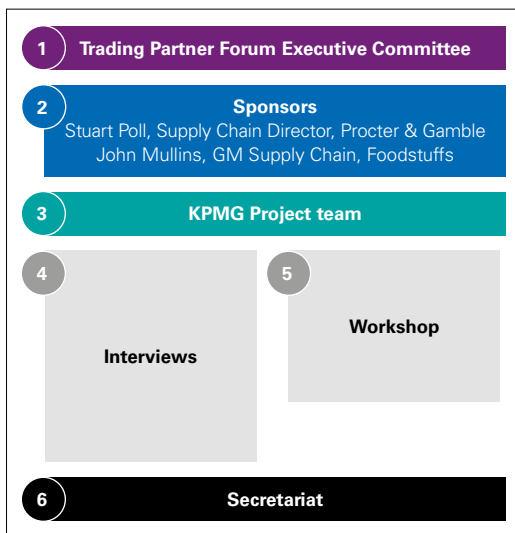 1 Trading Partner Forum Executive Committee
2 Sponsors
Stuart Poll, Supply Chain Director, Procter & Gamble
John Mullins, GM Supply Chain, Foodstuffs
3 KPMG Project team
4
Interviews
5
Workshop
6 Secretariat